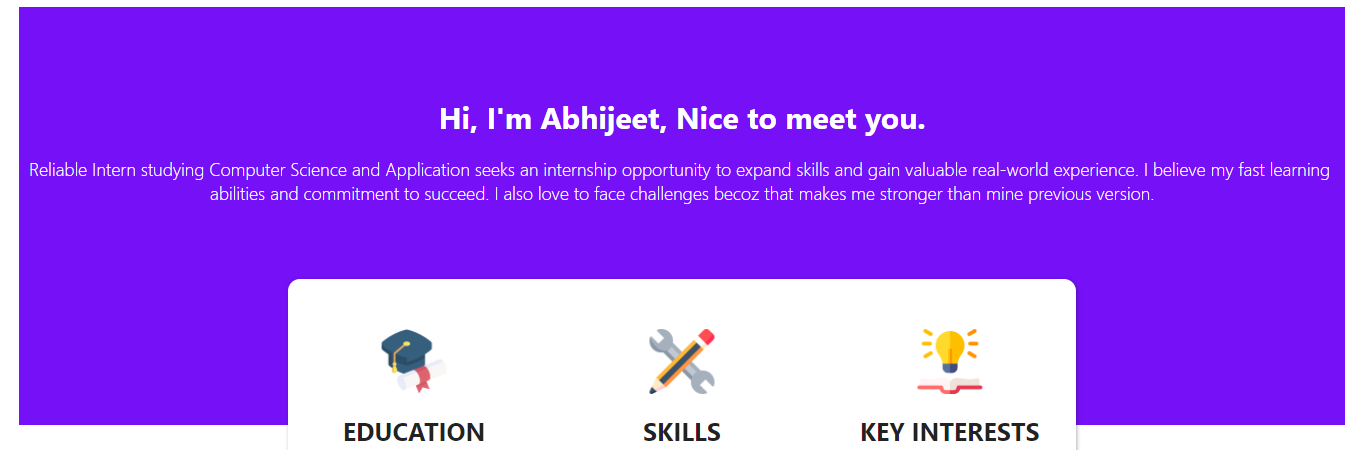 Hi, I'm Abhijeet, Nice to meet you.
Reliable Intern studying Computer Science and Application seeks an internship opportunity to expand skills and gain valuable real-world experience. I believe my fast learning
abilities and commitment to succeed. I also love to face challenges becoz that makes me stronger than mine previous version.
EDUCATION
SKILLS
KEY INTERESTS